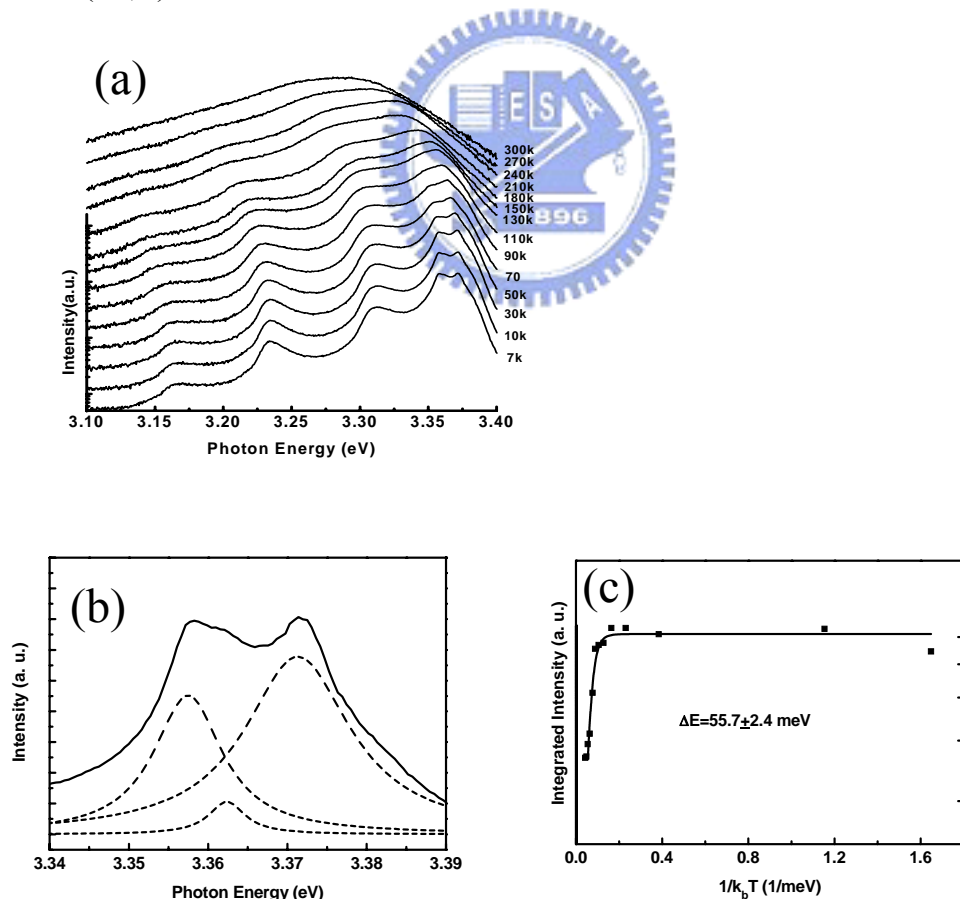 (a)
E S A
1896
300k
270k
240k
210k
180k
150k
130k
110k
90k
70
50k
30k
10k
7k
Intensity(a.u.)
3.10 3.15 3.20 3.25 3.30 3.35 3.40
Photon Energy (eV)
(b)
Intensity (a. u.)
3.34 3.35 3.36 3.37 3.38 3.39
Photon Energy (eV)
(c)
Integrated Intensity (a. u.)
ΔE=55.7±2.4 meV
0.0 0.4 0.8 1.2 1.6
1/k_bT (1/meV)